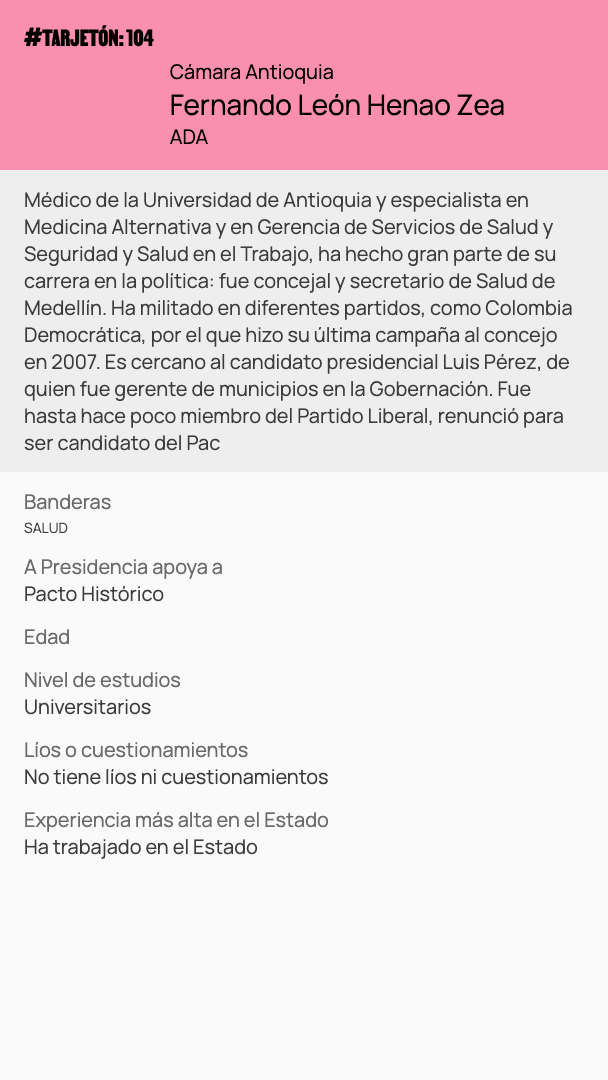 #TARJETÓN: 104
Cámara Antioquia
Fernando León Henao Zea
ADA
Médico de la Universidad de Antioquia y especialista en
Medicina Alternativa y en Gerencia de Servicios de Salud y
Seguridad y Salud en el Trabajo, ha hecho gran parte de su
carrera en la política: fue concejal y secretario de Salud de
Medellín. Ha militado en diferentes partidos, como Colombia
Democrática, por el que hizo su última campaña al concejo
en 2007. Es cercano al candidato presidencial Luis Pérez, de
quien fue gerente de municipios en la Gobernación. Fue
hasta hace poco miembro del Partido Liberal, renunció para
ser candidato del Pac
Banderas
SALUD
A Presidencia apoya a
Pacto Histórico
Edad
Nivel de estudios
Universitarios
Líos o cuestionamientos
No tiene líos ni cuestionamientos
Experiencia más alta en el Estado
Ha trabajado en el Estado